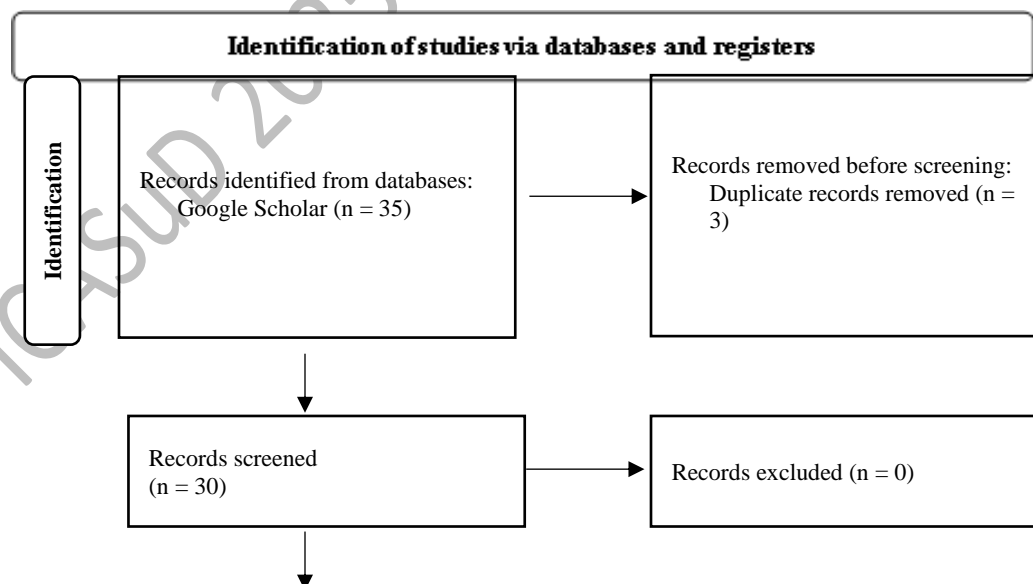 Identification of studies via databases and registers
Identification
Records identified from databases:
Google Scholar (n = 35)
Records removed before screening:
Duplicate records removed (n =
3)
Records screened
(n = 30)
Records excluded (n = 0)
ICASuD